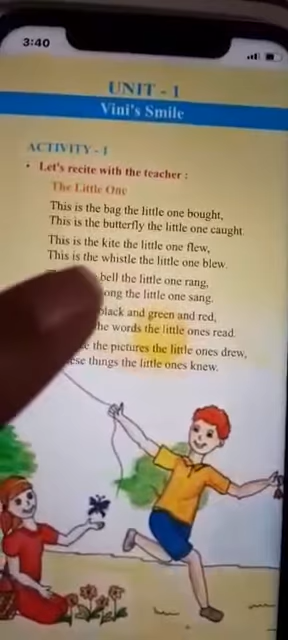 3:40
UNIT - 1
Vini's Smile
ACTIVITY - 1
• Let's recite with the teacher :
The Little One
This is the bag the little one bought,
This is the butterfly the little one caught.
This is the kite the little one flew,
This is the whistle the little one blew.
bell the little one rang,
ong the little one sang.
black and green and red,
he words the little ones read.
e the pictures the little ones drew,
ese things the little ones knew.